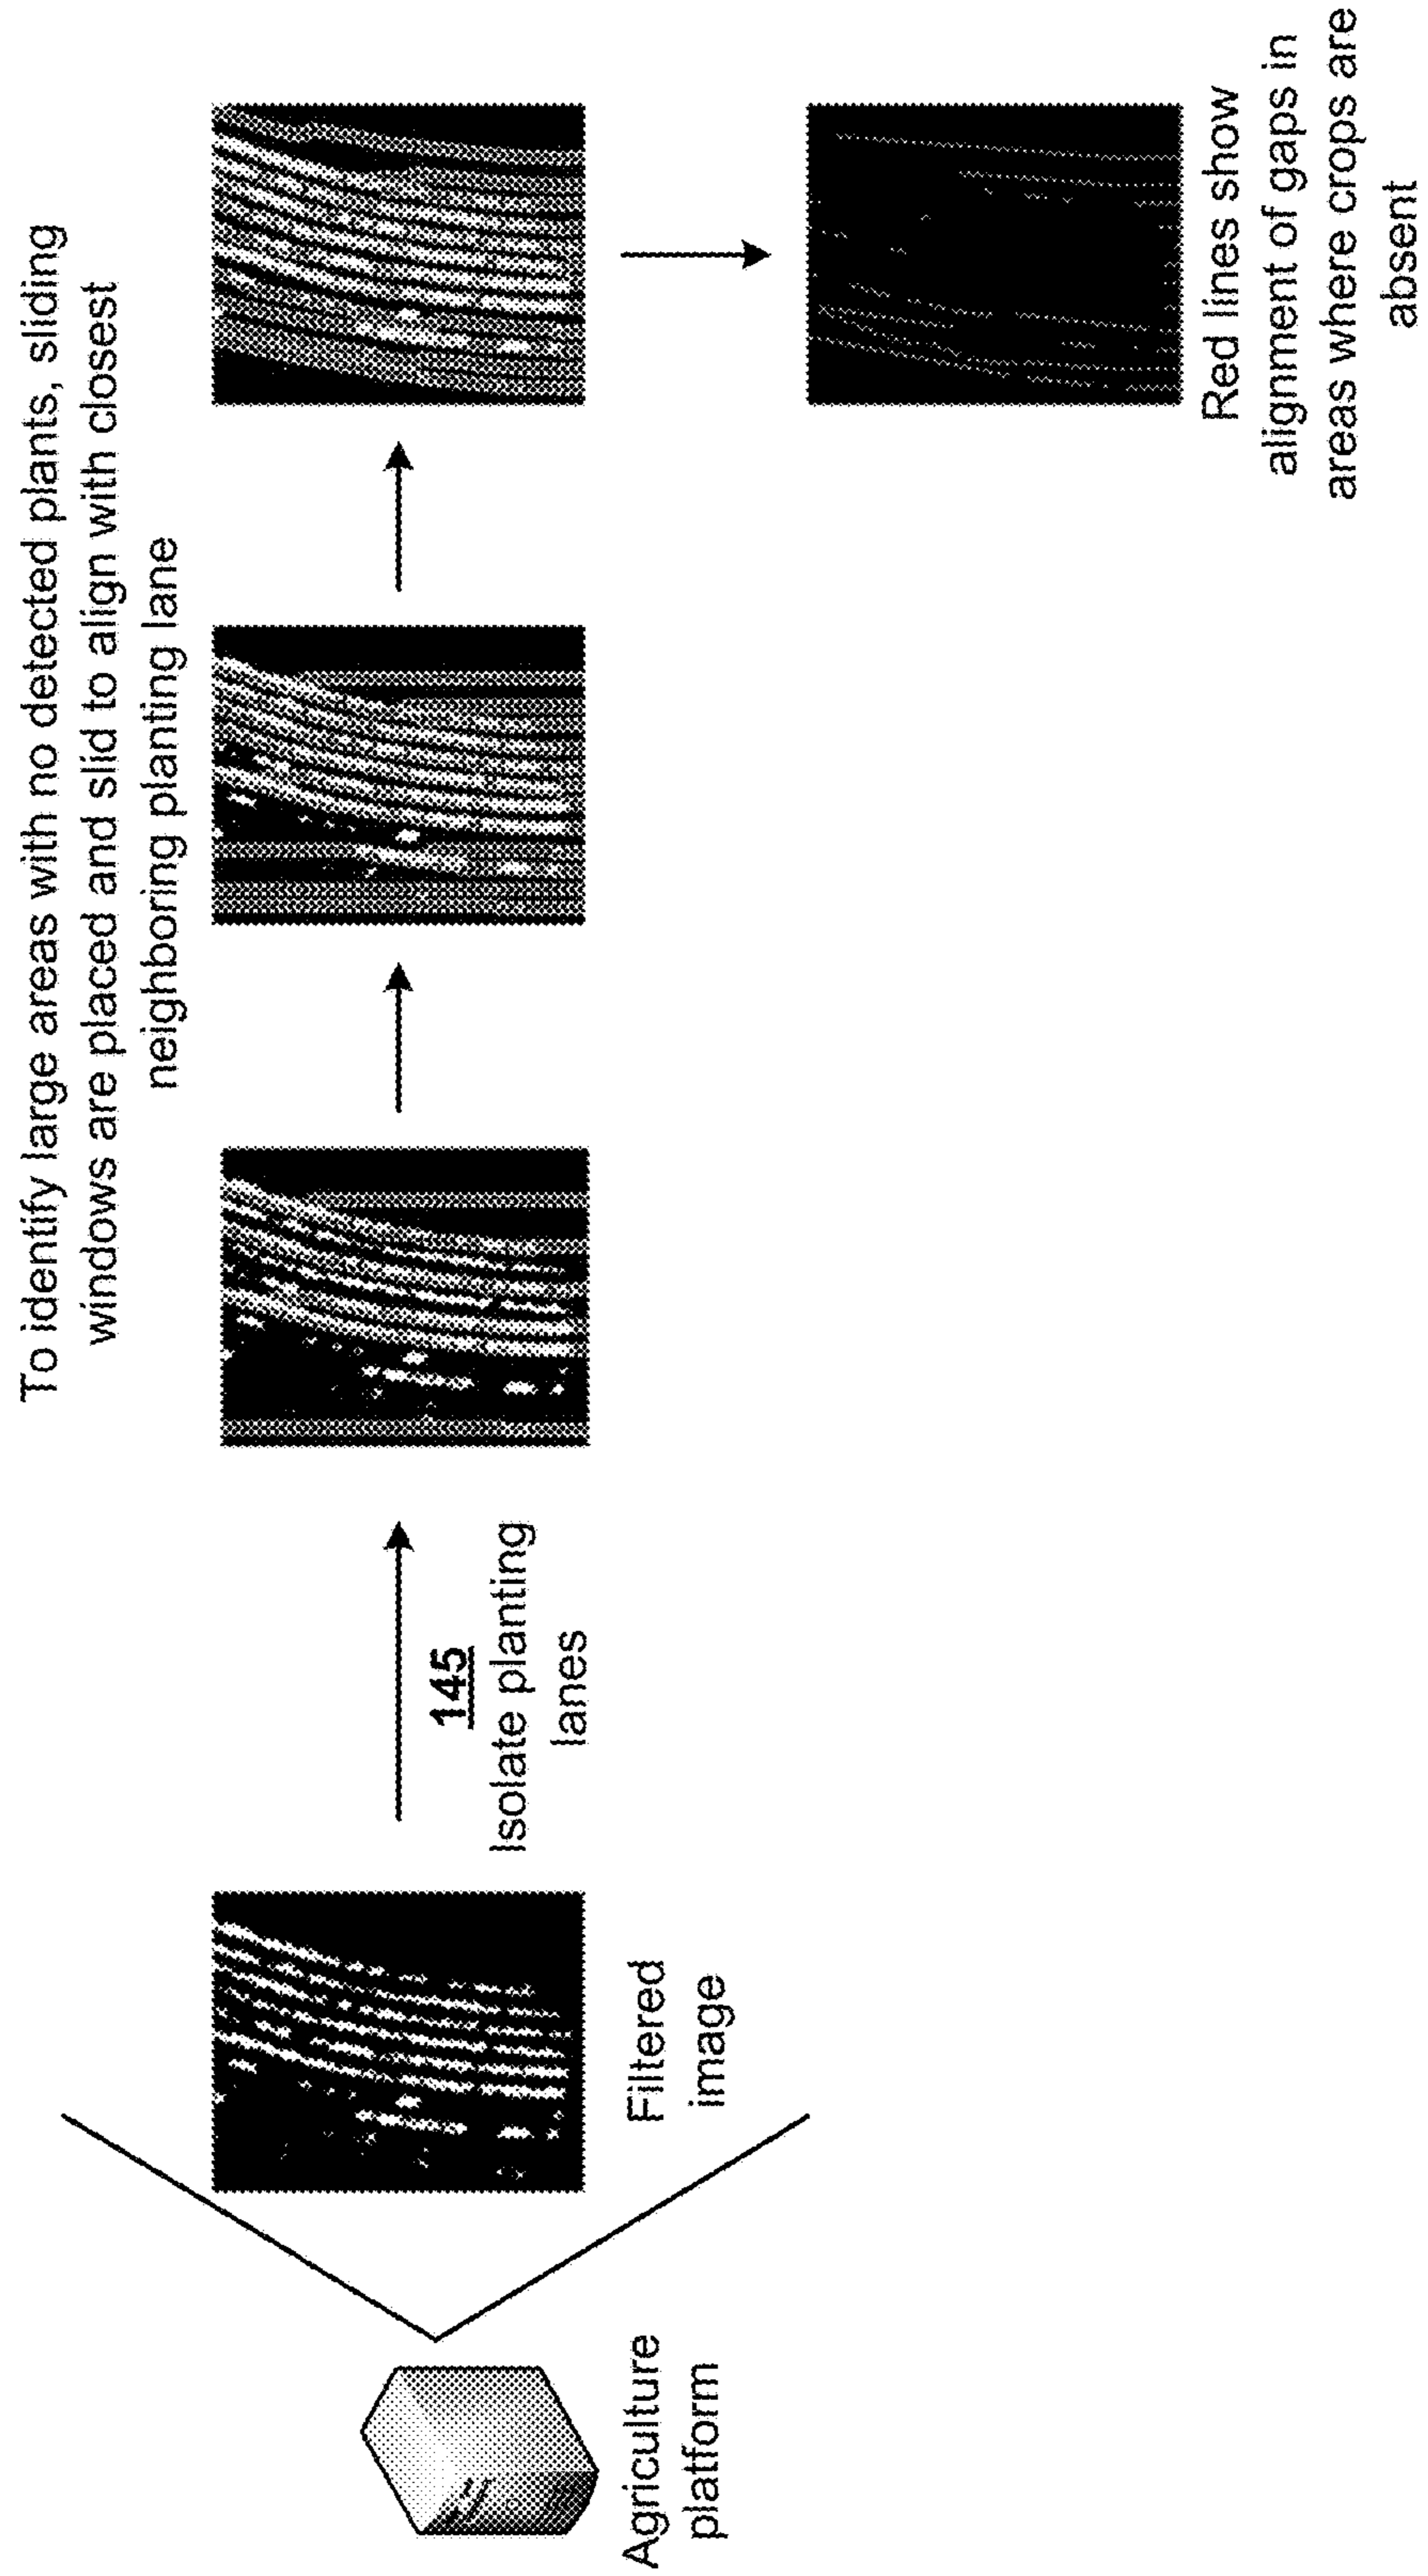 To identify large areas with no detected plants, sliding
windows are placed and slid to align with closest
neighboring planting lane
145
Isolate planting
lanes
Agriculture
platform
Filtered
image
Red lines show
alignment of gaps in
areas where crops are
absent